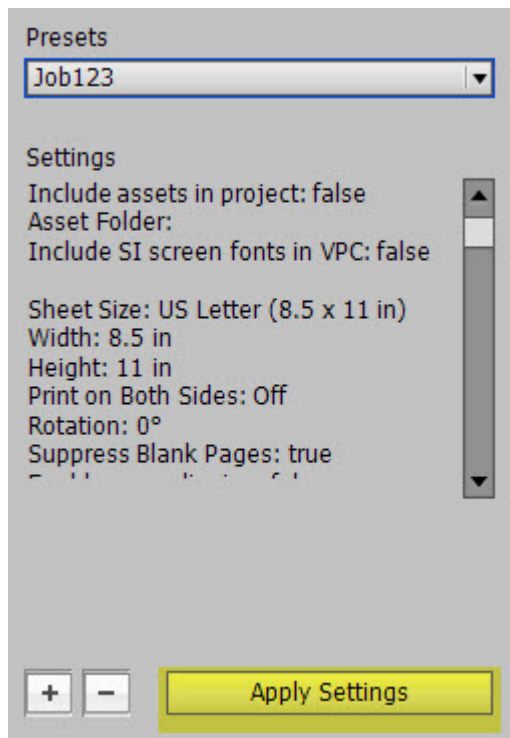 Presets
Job123
Settings
Include assets in project: false
Asset Folder:
Include SI screen fonts in VPC: false
Sheet Size: US Letter (8.5 x 11 in)
Width: 8.5 in
Height: 11 in
Print on Both Sides: Off
Rotation: 0°
Suppress Blank Pages: true
+ -
Apply Settings